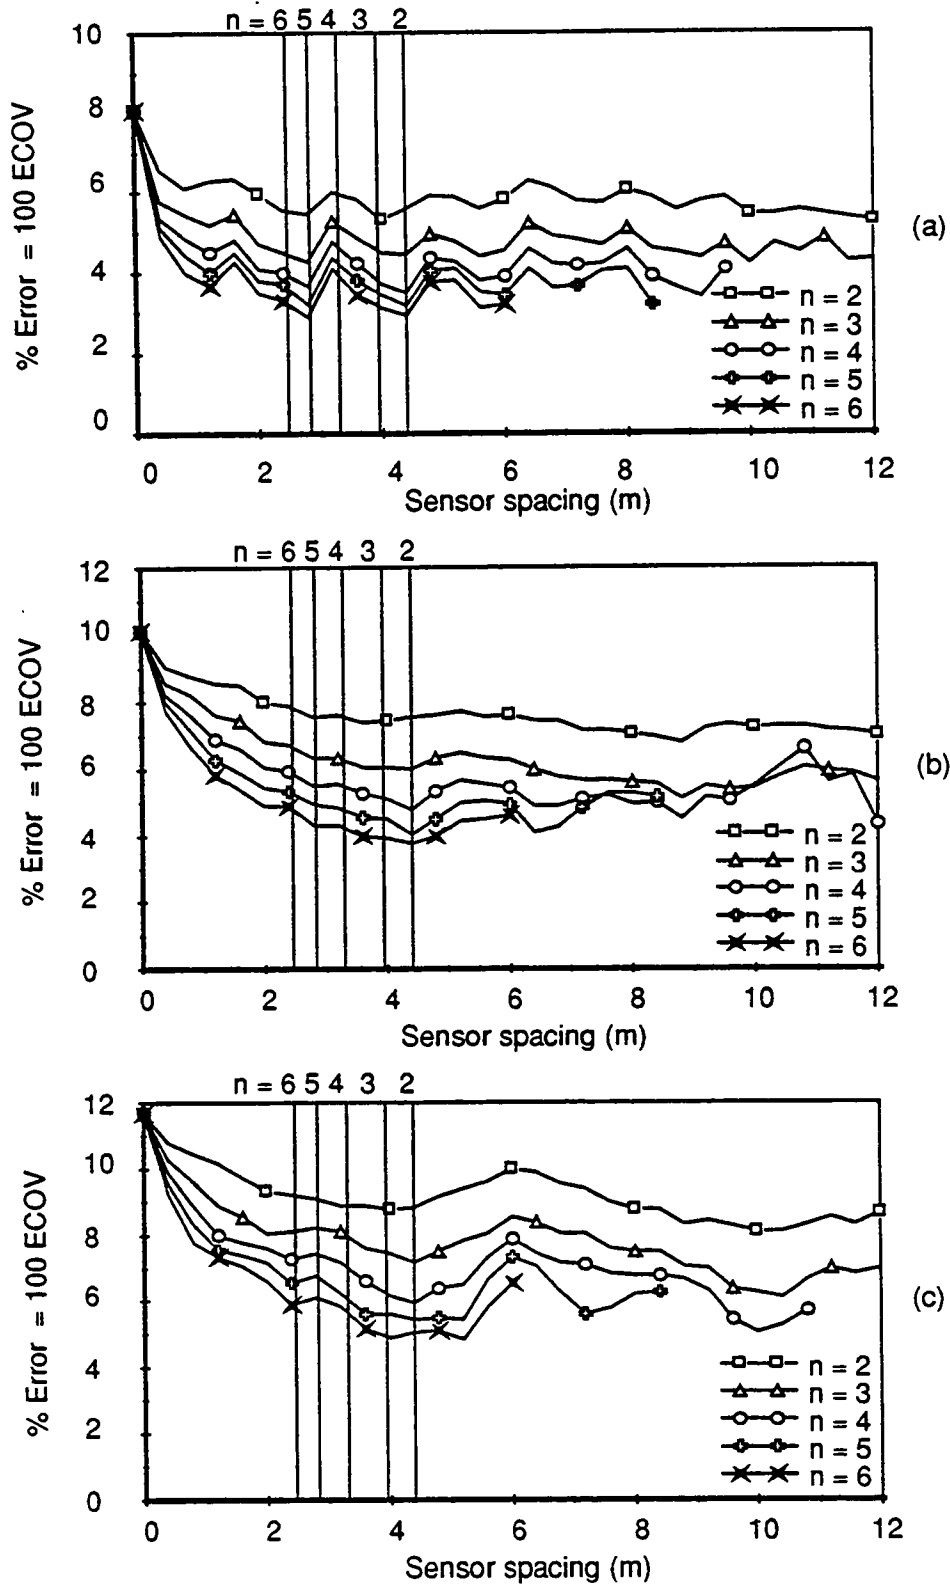 n = 6 5 4 3 2
10
8
6
4
2
0
% Error = 100 ECOV
n = 2
n = 3
n = 4
n = 5
n = 6
(a)
0 2 4 6 8 10 12
Sensor spacing (m)
n = 6 5 4 3 2
12
10
8
6
4
2
0
% Error = 100 ECOV
n = 2
n = 3
n = 4
n = 5
n = 6
(b)
0 2 4 6 8 10 12
Sensor spacing (m)
n = 6 5 4 3 2
12
10
8
6
4
2
0
% Error = 100 ECOV
n = 2
n = 3
n = 4
n = 5
n = 6
(c)
0 2 4 6 8 10 12
Sensor spacing (m)